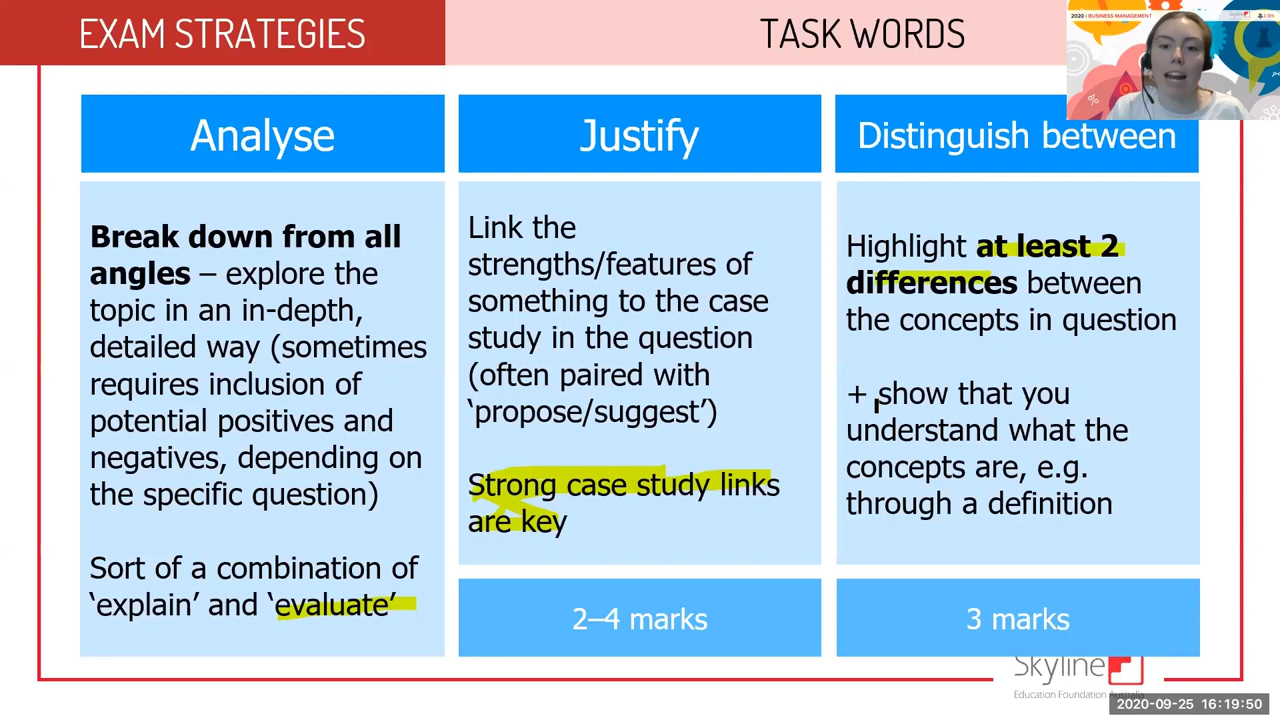 EXAM STRATEGIES
TASK WORDS
2020 | BUSINESS MANAGEMENT
Skyline
%
Analyse
Justify
Distinguish between
Break down from all
angles – explore the
topic in an in-depth,
detailed way (sometimes
requires inclusion of
potential positives and
negatives, depending on
the specific question)
Sort of a combination of
‘explain’ and ‘evaluate’
Link the
strengths/features of
something to the case
study in the question
(often paired with
‘propose/suggest’)
Strong case study links
are key
2–4 marks
Highlight at least 2
differences between
the concepts in question
+ show that you
understand what the
concepts are, e.g.
through a definition
3 marks
Skyline
Education Foundation Australia
2020-09-25 16:19:50